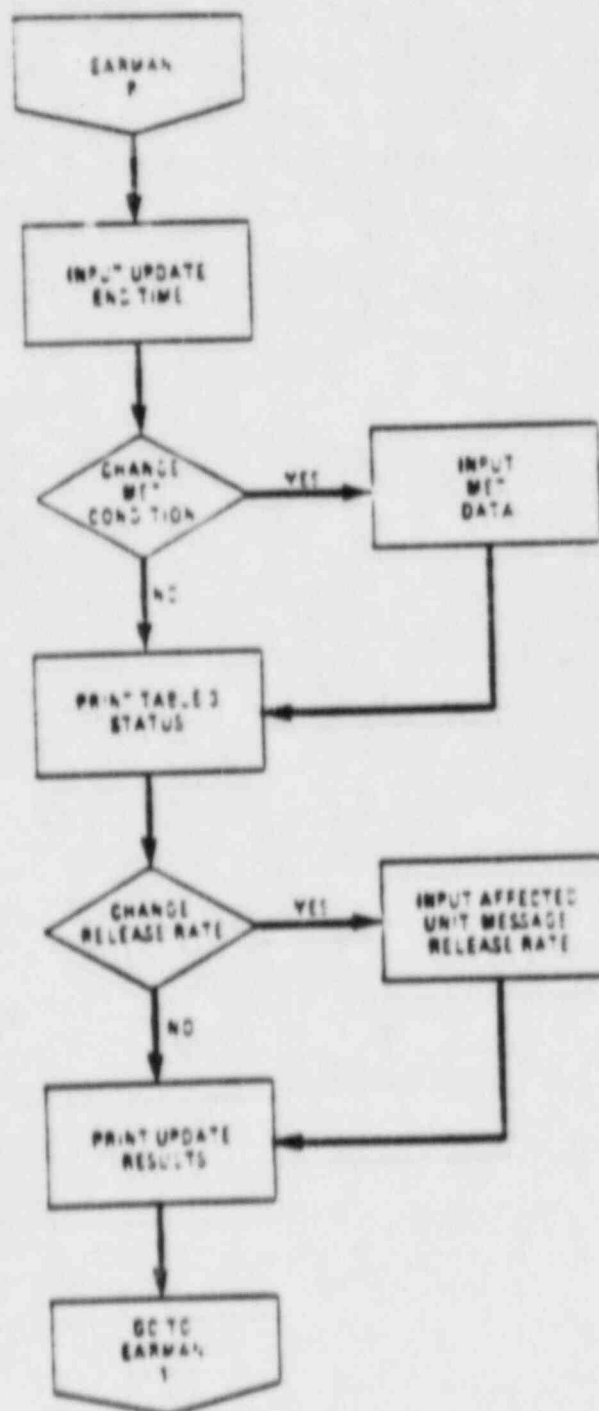 EARMAN
INPUT UPDATE
END TIME
CHANGE
MET
CONDITION
YES
INPUT
MET
DATA
NO
PRINT TABLE 3
STATUS
CHANGE
RELEASE RATE
YES
INPUT AFFECTED
UNIT MESSAGE
RELEASE RATE
NO
PRINT UPDATE
RESULTS
GO TO
EARMAN
1